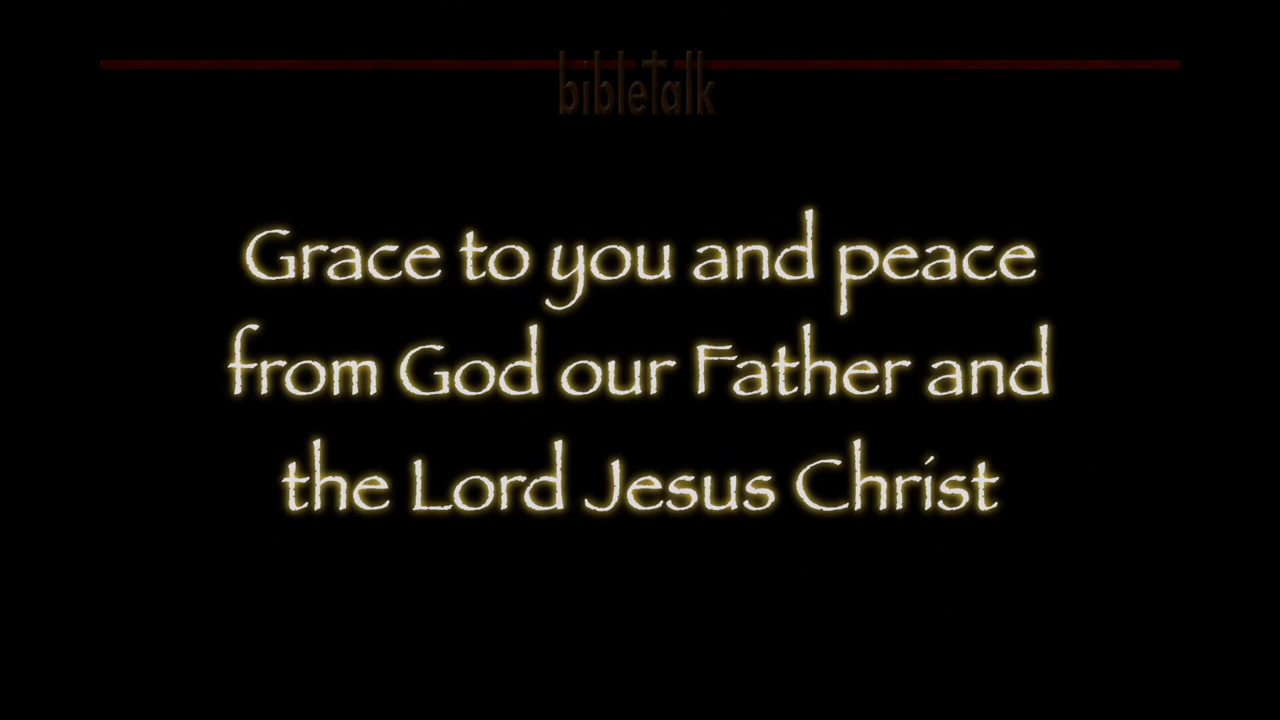 bibleTalk
Grace to you and peace
from God our Father and
the Lord Jesus Christ